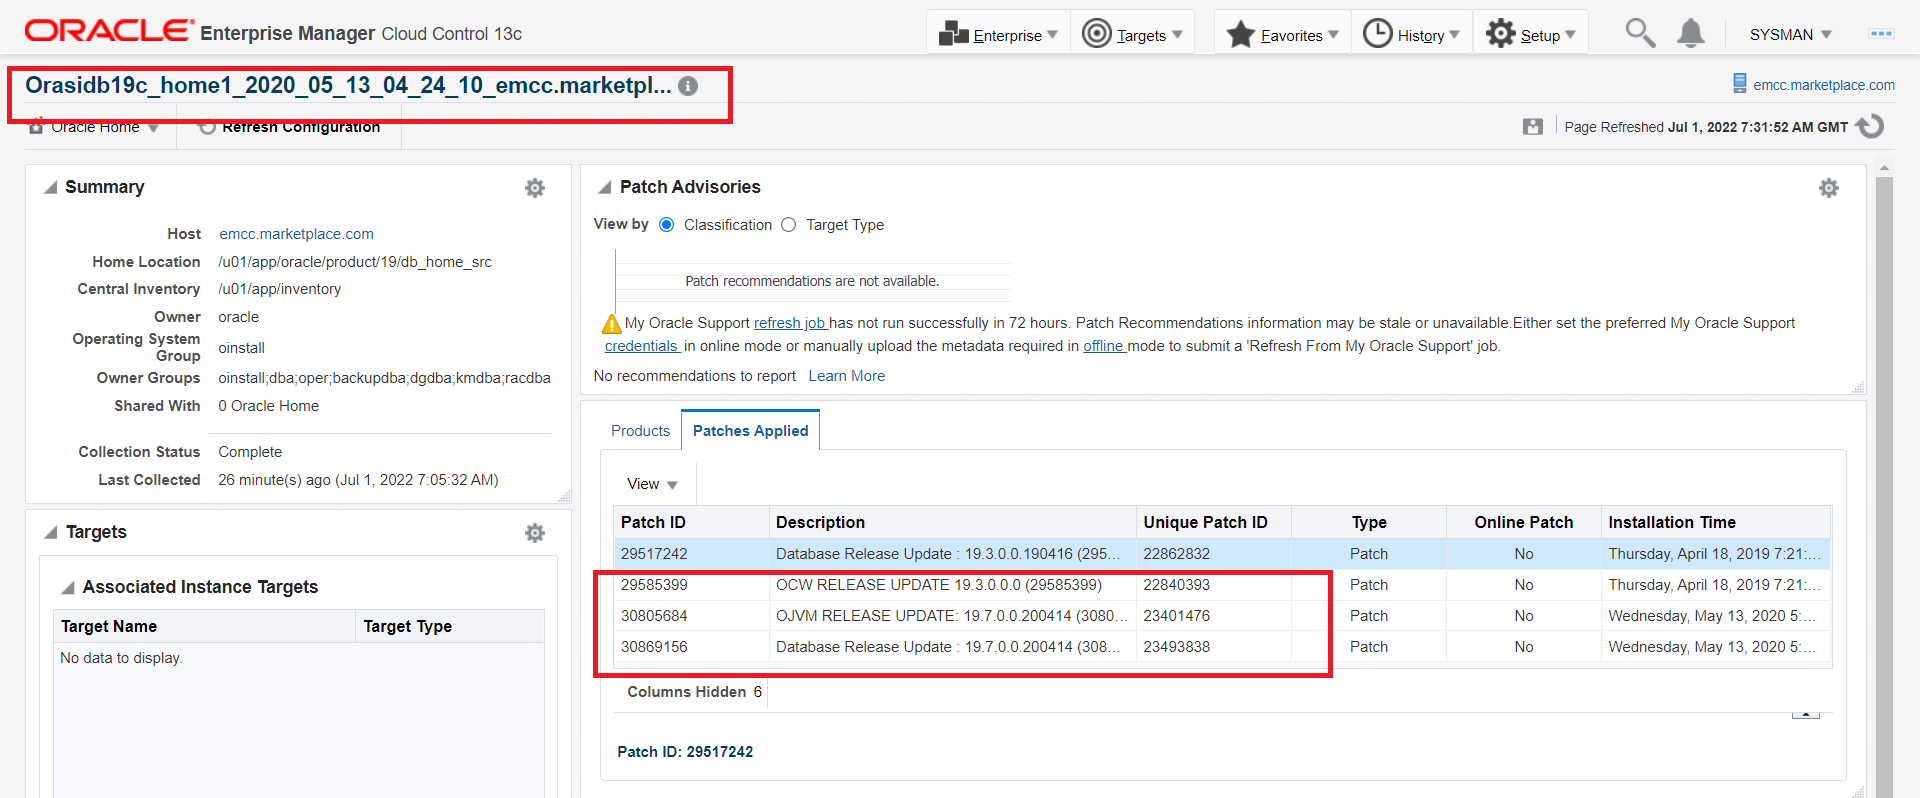 ORACLE Enterprise Manager Cloud Control 13c
Enterprise Targets Favorites History Setup SYSMAN
Orasidb19c_home1_2020_05_13_04_24_10_emcc.marketpl...
emcc.marketplace.com
Oracle Home Refresh Configuration
Page Refreshed Jul 1, 2022 7:31:52 AM GMT
Summary
Host emcc.marketplace.com
Home Location /u01/app/oracle/product/19/db_home_src
Central Inventory /u01/app/inventory
Owner oracle
Operating System
Group oinstall
Owner Groups oinstall;dba;oper;backupdba;dgdba;kmdba;racdba
Shared With 0 Oracle Home
Collection Status Complete
Last Collected 26 minute(s) ago (Jul 1, 2022 7:05:32 AM)
Targets
Associated Instance Targets
Target Name Target Type
No data to display.
Patch Advisories
View by Classification Target Type
Patch recommendations are not available.
My Oracle Support refresh job has not run successfully in 72 hours. Patch Recommendations information may be stale or unavailable.Either set the preferred My Oracle Support
credentials in online mode or manually upload the metadata required in offline mode to submit a 'Refresh From My Oracle Support' job.
No recommendations to report Learn More
Products Patches Applied
View
Patch ID Description Unique Patch ID Type Online Patch Installation Time
29517242 Database Release Update : 19.3.0.0.190416 (295... 22862832 Patch No Thursday, April 18, 2019 7:21:...
29585399 OCW RELEASE UPDATE 19.3.0.0.0 (29585399) 22840393 Patch No Thursday, April 18, 2019 7:21:...
30805684 OJVM RELEASE UPDATE: 19.7.0.0.200414 (3080... 23401476 Patch No Wednesday, May 13, 2020 5:...
30869156 Database Release Update : 19.7.0.0.200414 (308... 23493838 Patch No Wednesday, May 13, 2020 5:...
Columns Hidden 6
Patch ID: 29517242